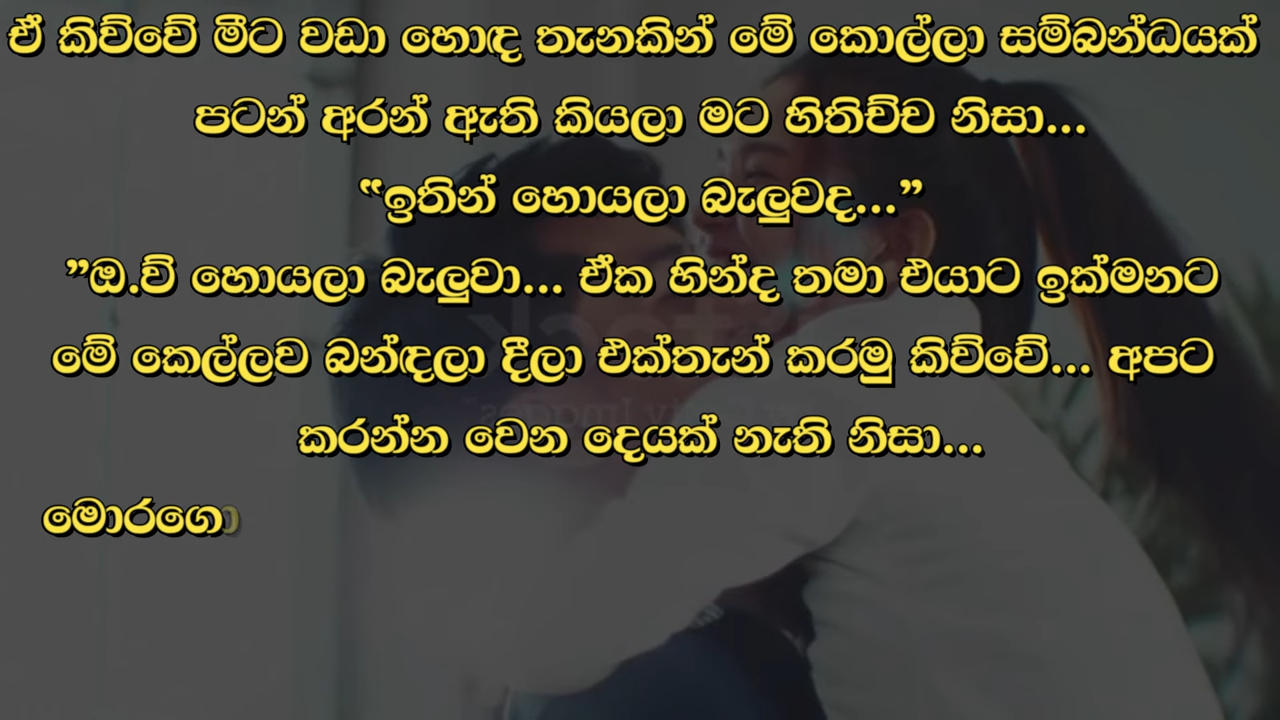 ඒ කිව්වේ මීට වඩා හොඳ තැනකින් මේ කොල්ලා සම්බන්ධයක්
පටන් අරන් ඇති කියලා මට හිතිච්ච නිසා...
“ඉතින් හොයලා බැලුවද...”
”ඔ.ව් හොයලා බැලුවා... ඒක හින්ද තමා එයාට ඉක්මනට
මේ කෙල්ලව බන්ඳලා දීලා එක්තැන් කරමු කිව්වේ... අපට
කරන්න වෙන දෙයක් නැති නිසා...
මොරගො